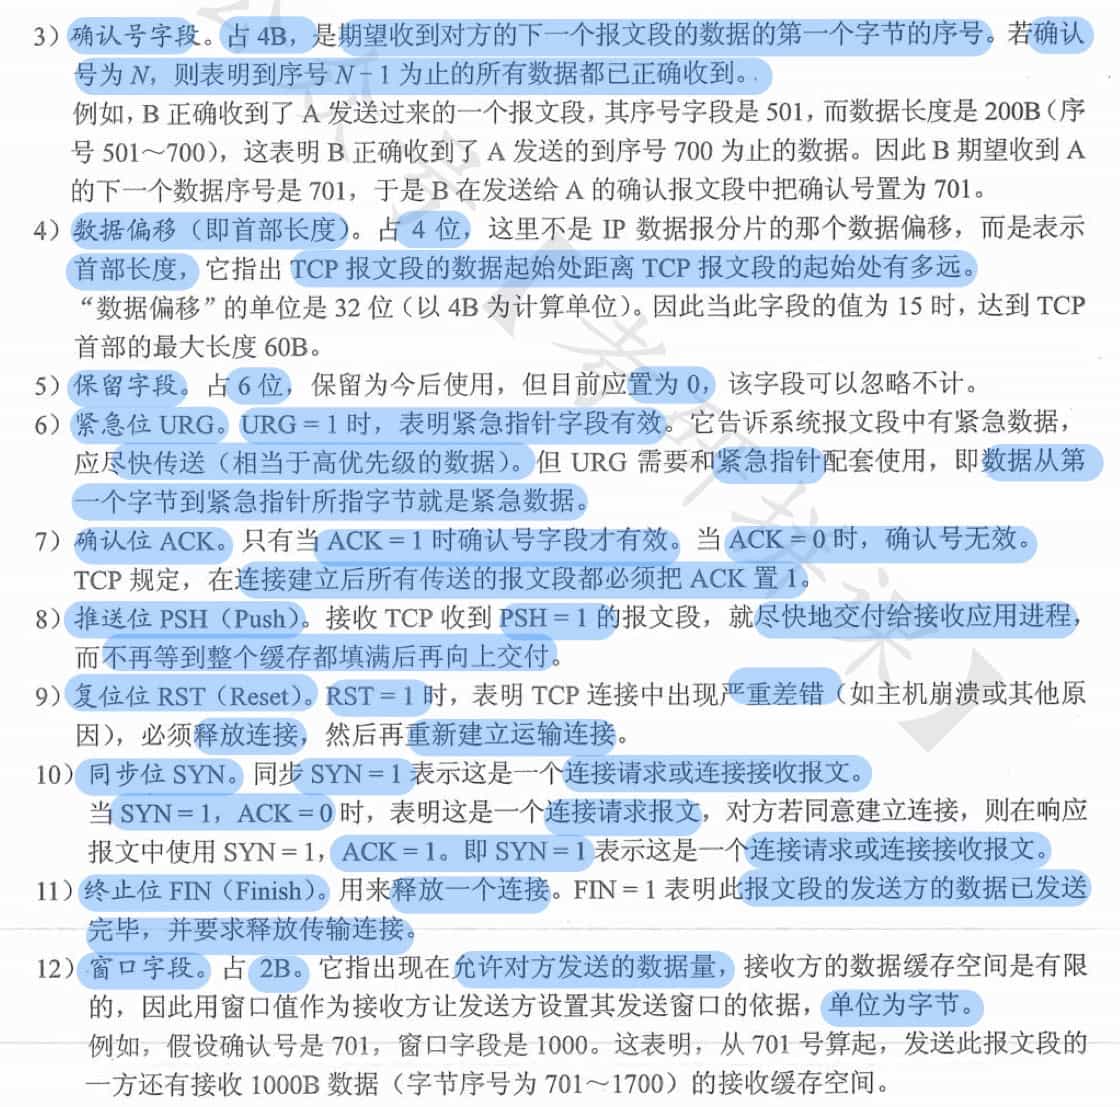 3）确认号字段。占 4B，是期望收到对方的下一个报文段的数据的第一个字节的序号。若确认
号为 N，则表明到序号 N－1 为止的所有数据都已正确收到。
例如，B 正确收到了 A 发送过来的一个报文段，其序号字段是 501，而数据长度是 200B（序
号 501～700），这表明 B 正确收到了 A 发送的到序号 700 为止的数据。因此 B 期望收到 A
的下一个数据序号是 701，于是 B 在发送给 A 的确认报文段中把确认号置为 701。
4）数据偏移（即首部长度）。占 4 位，这里不是 IP 数据报分片的那个数据偏移，而是表示
首部长度，它指出 TCP 报文段的数据起始处距离 TCP 报文段的起始处有多远。
“数据偏移”的单位是 32 位（以 4B 为计算单位）。因此当此字段的值为 15 时，达到 TCP
首部的最大长度 60B。
5）保留字段。占 6 位，保留为今后使用，但目前应置为 0，该字段可以忽略不计。
6）紧急位 URG。URG = 1 时，表明紧急指针字段有效。它告诉系统报文段中有紧急数据，
应尽快传送（相当于高优先级的数据）。但 URG 需要和紧急指针配套使用，即数据从第
一个字节到紧急指针所指字节就是紧急数据。
7）确认位 ACK。只有当 ACK = 1 时确认号字段才有效。当 ACK = 0 时，确认号无效。
TCP 规定，在连接建立后所有传送的报文段都必须把 ACK 置 1。
8）推送位 PSH（Push）。接收 TCP 收到 PSH = 1 的报文段，就尽快地交付给接收应用进程，
而不再等到整个缓存都填满后再向上交付。
9）复位位 RST（Reset）。RST = 1 时，表明 TCP 连接中出现严重差错（如主机崩溃或其他原
因），必须释放连接，然后再重新建立运输连接。
10）同步位 SYN。同步 SYN = 1 表示这是一个连接请求或连接接收报文。
当 SYN = 1，ACK = 0 时，表明这是一个连接请求报文，对方若同意建立连接，则在响应
报文中使用 SYN = 1，ACK = 1。即 SYN = 1 表示这是一个连接请求或连接接收报文。
11）终止位 FIN（Finish）。用来释放一个连接。FIN = 1 表明此报文段的发送方的数据已发送
完毕，并要求释放传输连接。
12）窗口字段。占 2B。它指出现在允许对方发送的数据量，接收方的数据缓存空间是有限
的，因此用窗口值作为接收方让发送方设置其发送窗口的依据，单位为字节。
例如，假设确认号是 701，窗口字段是 1000。这表明，从 701 号算起，发送此报文段的
一方还有接收 1000B 数据（字节序号为 701～1700）的接收缓存空间。